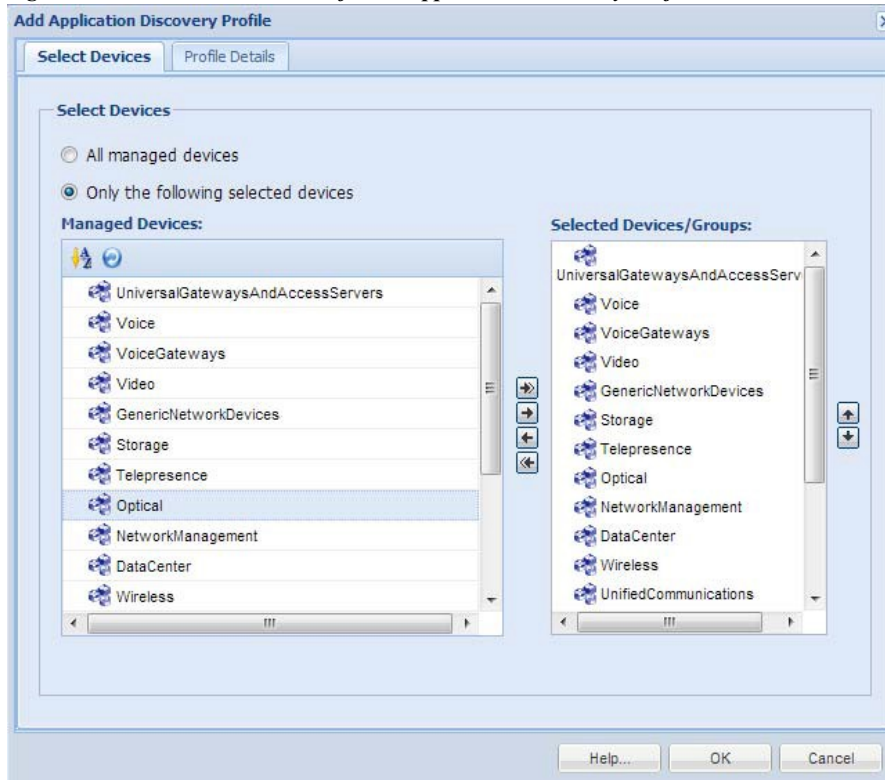 Add Application Discovery Profile
Select Devices
Profile Details
Select Devices
All managed devices
Only the following selected devices
Managed Devices:
UniversalGatewaysAndAccessServers
Voice
VoiceGateways
Video
GenericNetworkDevices
Storage
Telepresence
Optical
NetworkManagement
DataCenter
Wireless
Selected Devices/Groups:
UniversalGatewaysAndAccessServ
Voice
VoiceGateways
Video
GenericNetworkDevices
Storage
Telepresence
Optical
NetworkManagement
DataCenter
Wireless
UnifiedCommunications
Help...
OK
Cancel